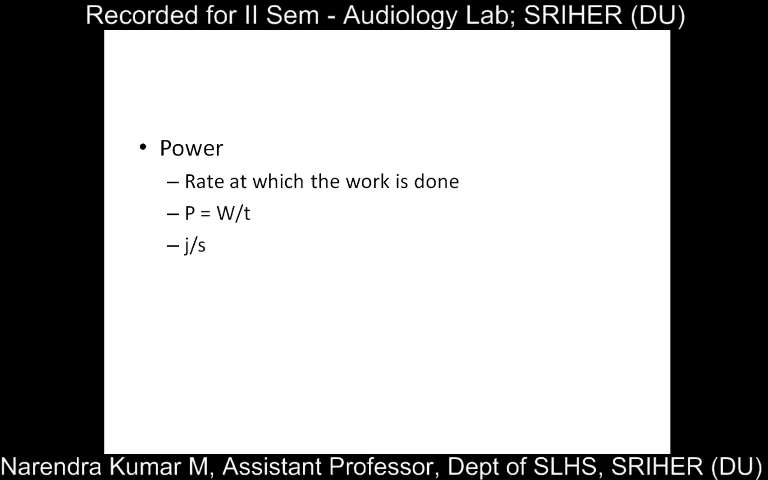 Recorded for II Sem - Audiology Lab; SRIHER (DU)
• Power
– Rate at which the work is done
– P = W/t
– j/s
Narendra Kumar M, Assistant Professor, Dept of SLHS, SRIHER (DU)